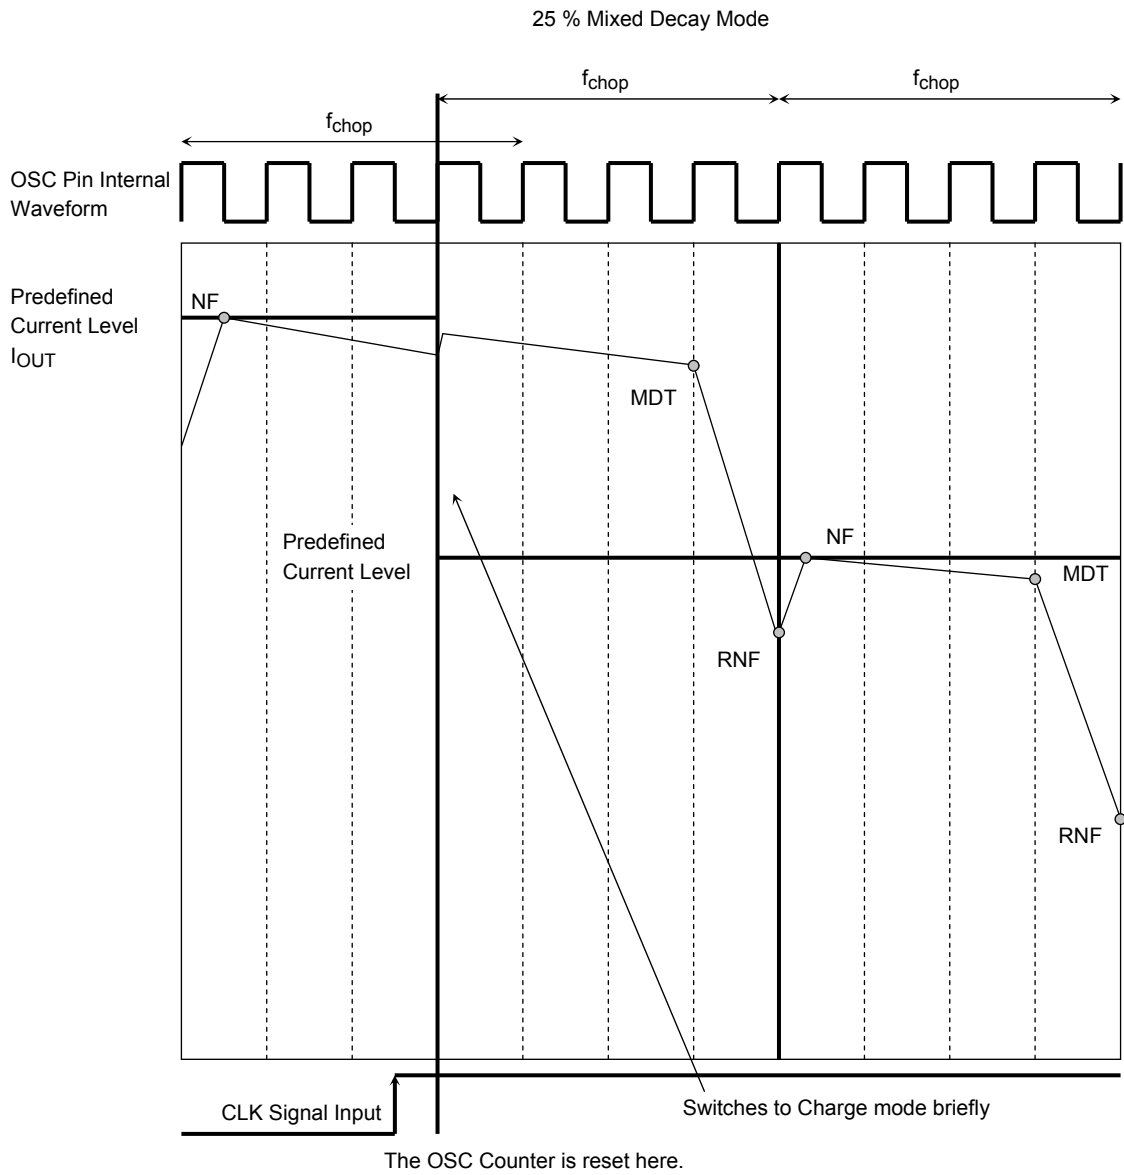 25 % Mixed Decay Mode
fchop
fchop
fchop
OSC Pin Internal
Waveform
Predefined
Current Level
IOUT
NF
MDT
Predefined
Current Level
NF
MDT
RNF
RNF
CLK Signal Input
Switches to Charge mode briefly
The OSC Counter is reset here.